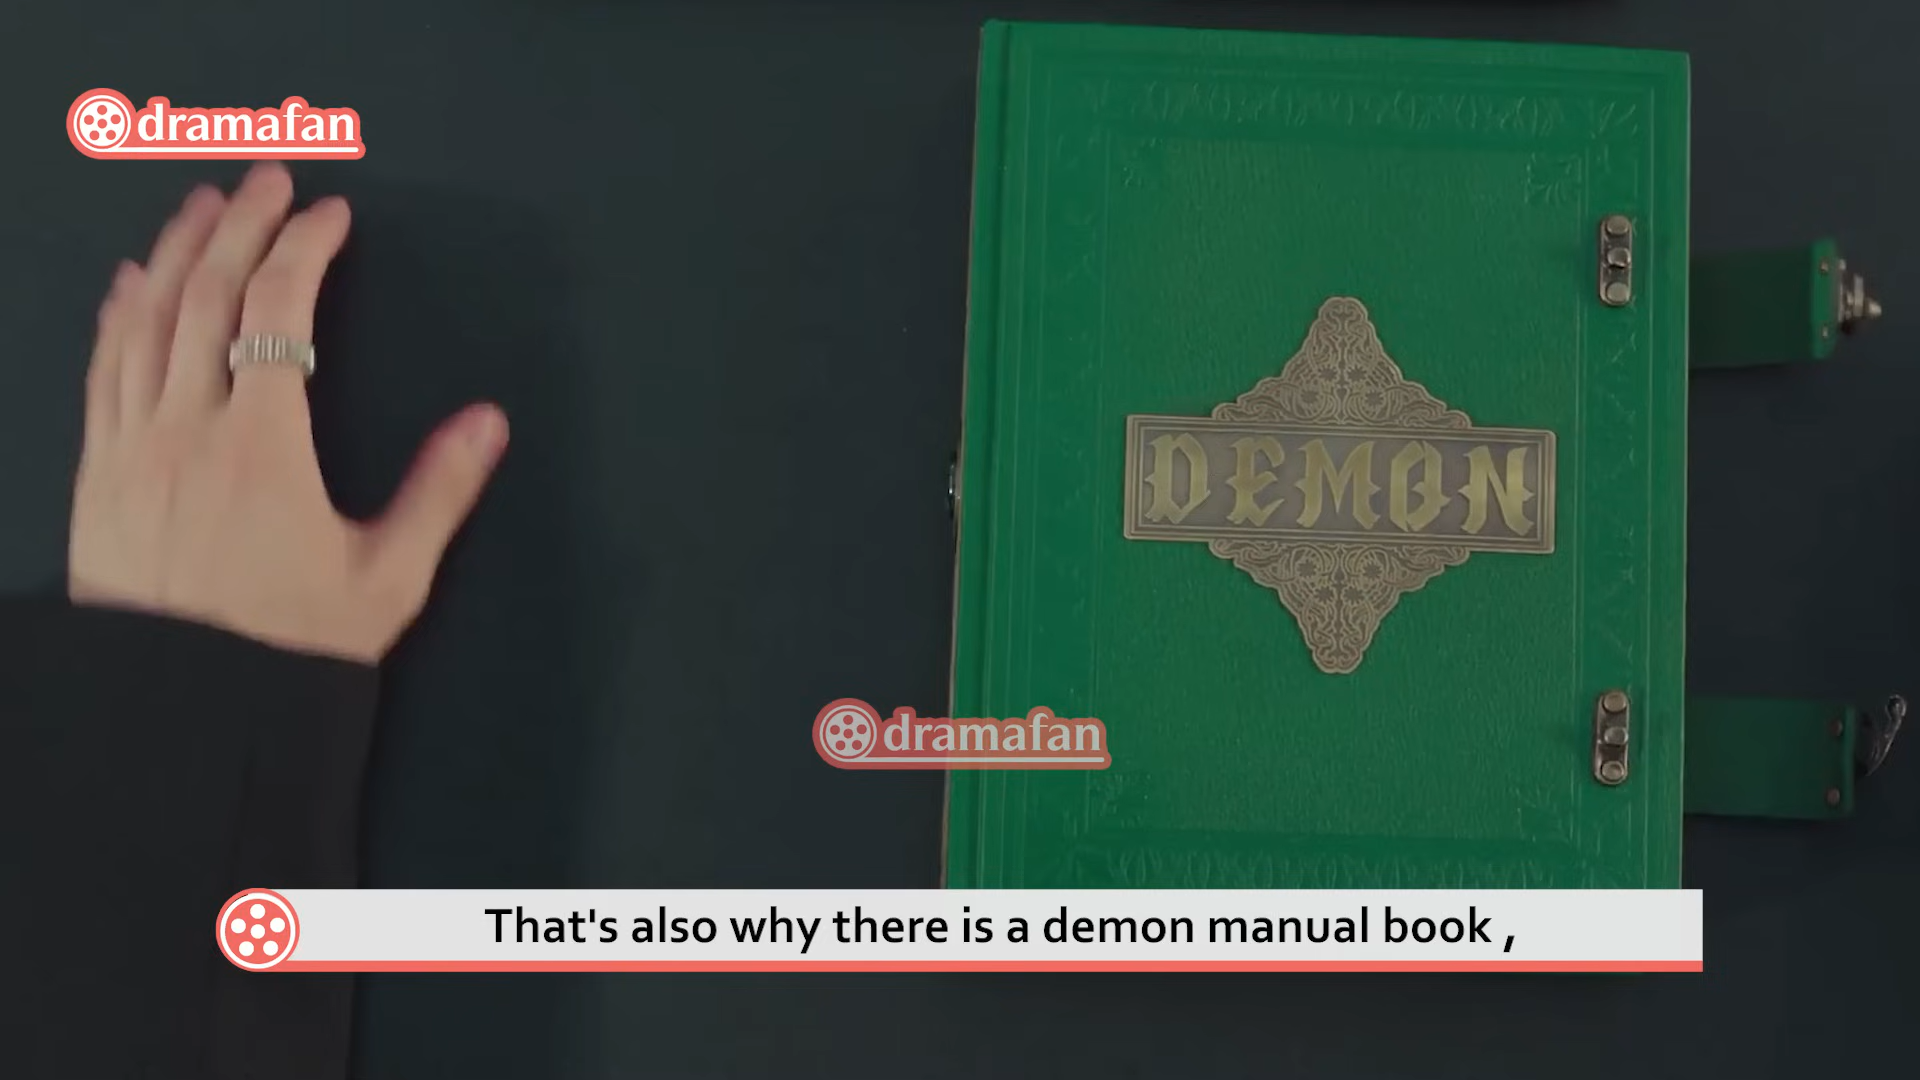 dramafan
DEMON
dramafan
That's also why there is a demon manual book ,